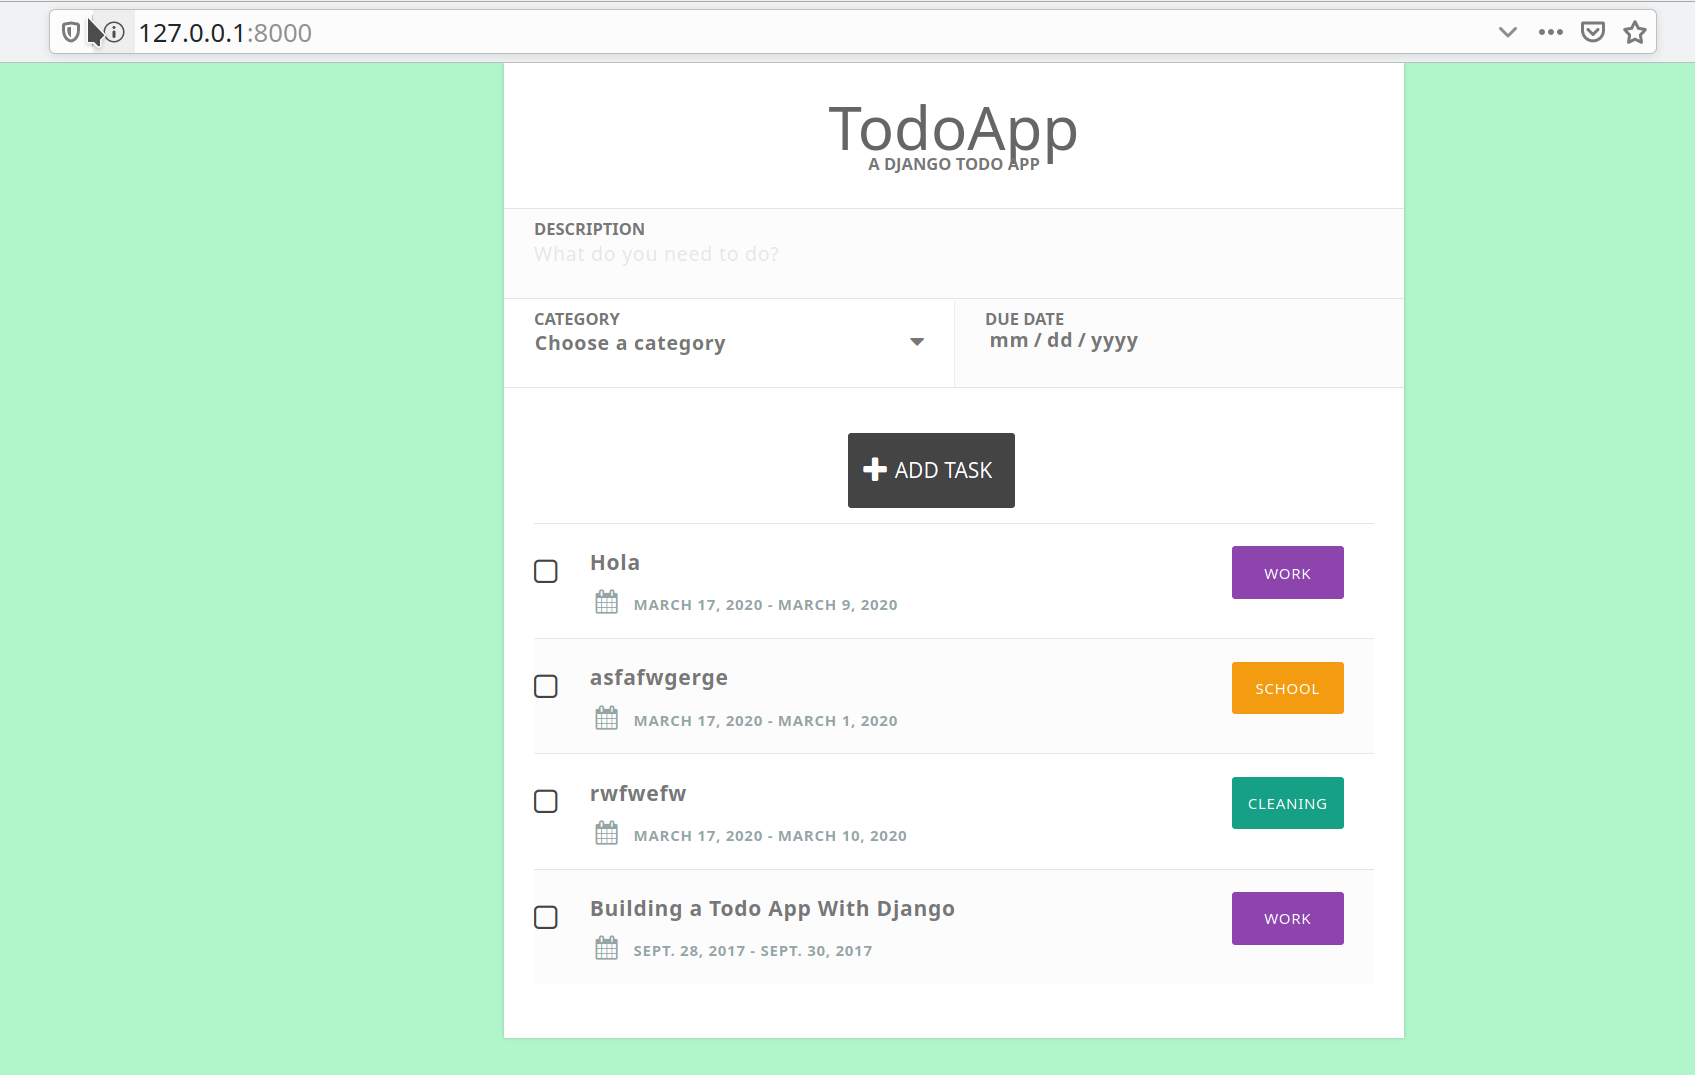 127.0.0.1:8000
TodoApp
A DJANGO TODO APP
DESCRIPTION
What do you need to do?
CATEGORY
Choose a category
DUE DATE
mm / dd / yyyy
ADD TASK
Hola
WORK
MARCH 17, 2020 - MARCH 9, 2020
asfafwgerge
SCHOOL
MARCH 17, 2020 - MARCH 1, 2020
rwfwefw
CLEANING
MARCH 17, 2020 - MARCH 10, 2020
Building a Todo App With Django
WORK
SEPT. 28, 2017 - SEPT. 30, 2017